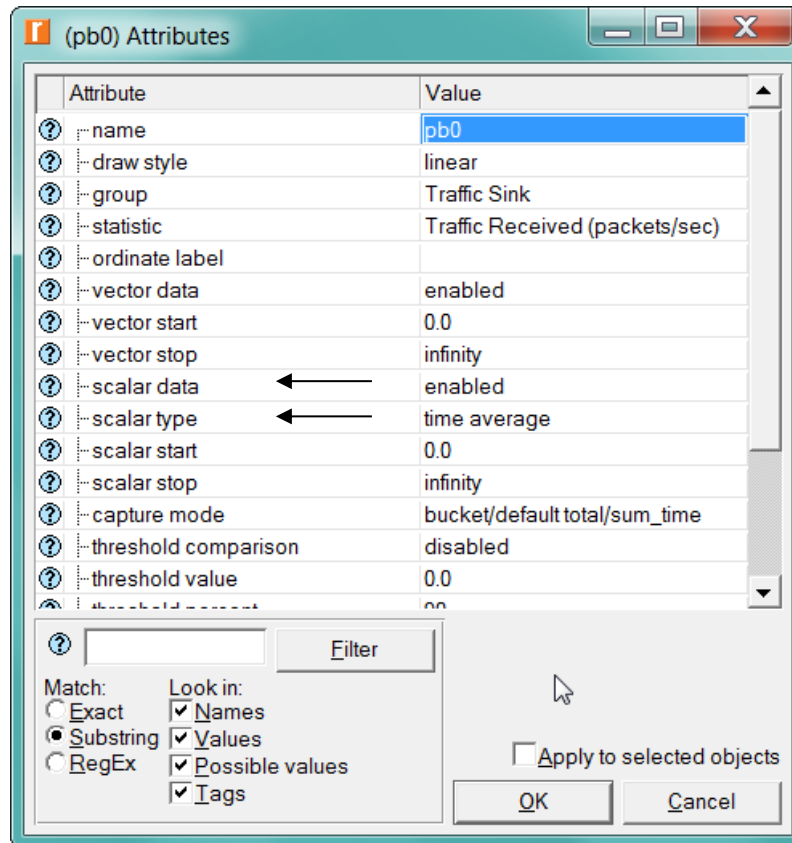 (pb0) Attributes
Attribute Value
name pb0
draw style linear
group Traffic Sink
statistic Traffic Received (packets/sec)
ordinate label
vector data enabled
vector start 0.0
vector stop infinity
scalar data enabled
scalar type time average
scalar start 0.0
scalar stop infinity
capture mode bucket/default total/sum_time
threshold comparison disabled
threshold value 0.0
Filter
Match: Look in:
Exact Names
Substring Values
RegEx Possible values
Tags
Apply to selected objects
OK Cancel